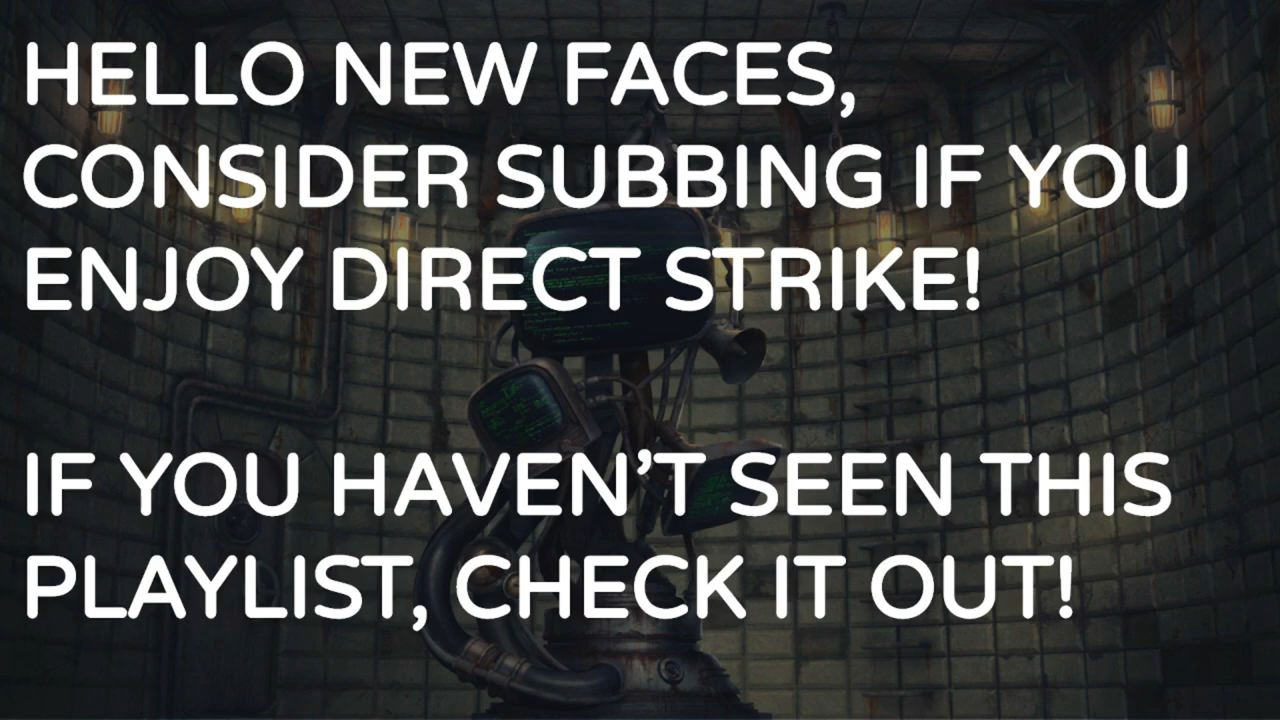 HELLO NEW FACES,
CONSIDER SUBBING IF YOU
ENJOY DIRECT STRIKE!
IF YOU HAVEN’T SEEN THIS
PLAYLIST, CHECK IT OUT!